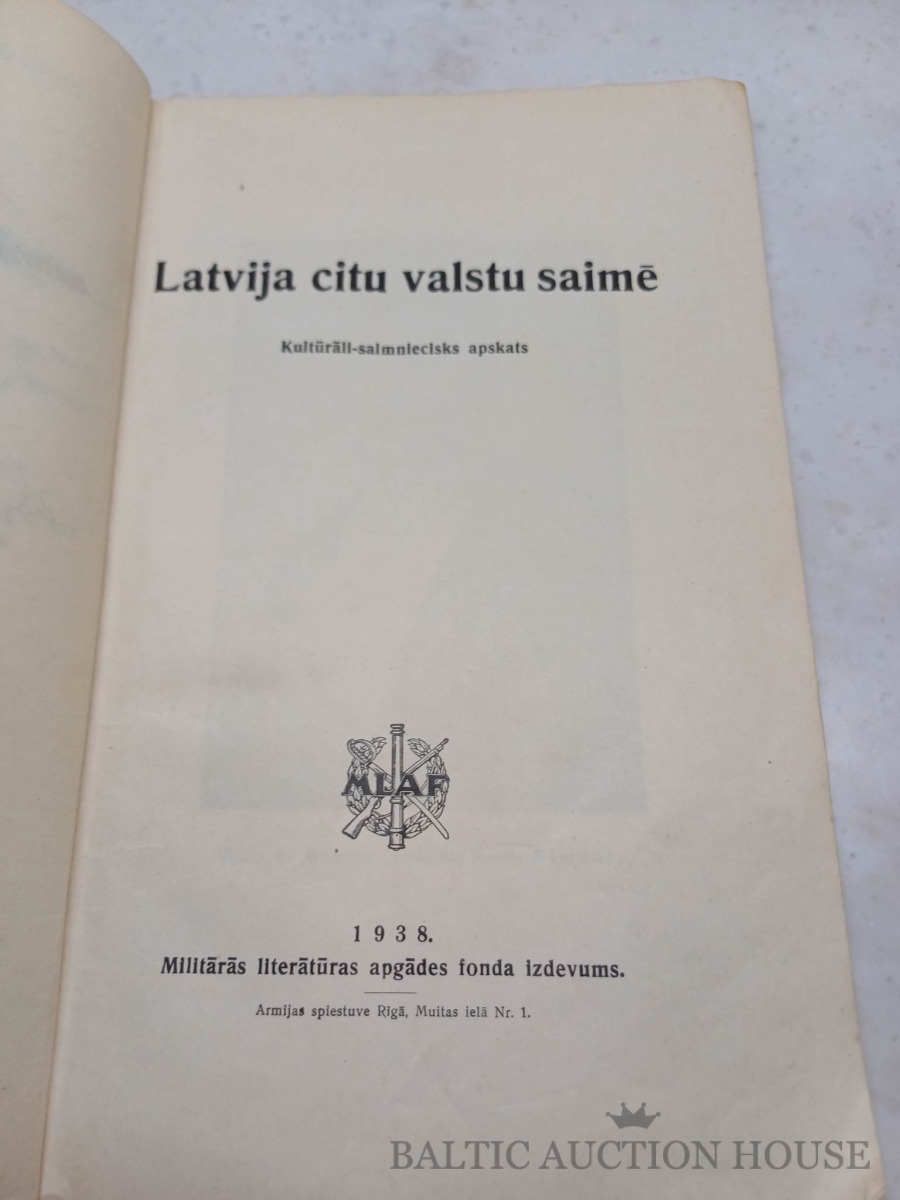 Latvija citu valstu saimē
Kultūrāli-saimniecisks apskats
MLAF
1938.
Militārās literātūras apgādes fonda izdevums.
Armijas spiestuve Rīgā, Muitas ielā Nr. 1.
BALTIC AUCTION HOUSE